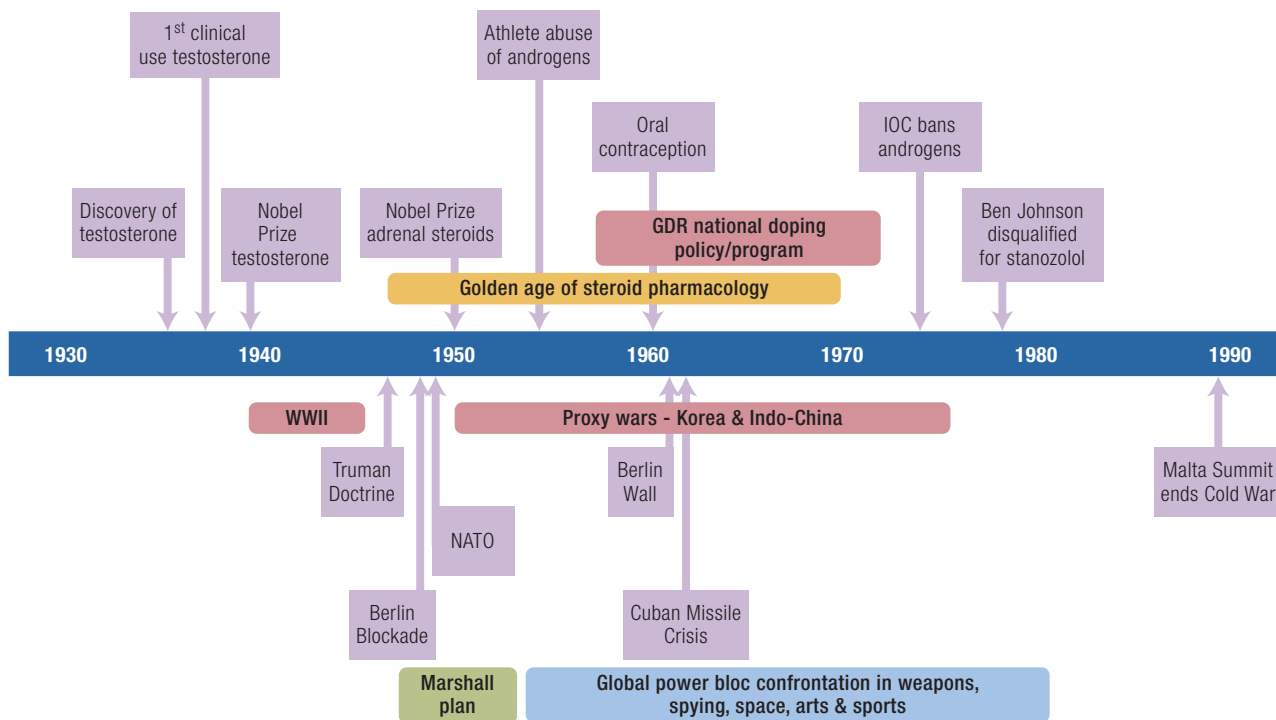 1st clinical
use testosterone
Athlete abuse
of androgens
Oral
contraception
IOC bans
androgens
Discovery of
testosterone
Nobel
Prize
testosterone
Nobel Prize
adrenal steroids
GDR national doping
policy/program
Ben Johnson
disqualified
for stanozolol
Golden age of steroid pharmacology
1930 1940 1950 1960 1970 1980 1990
WWII
Proxy wars - Korea & Indo-China
Truman
Doctrine
Berlin
Wall
Malta Summit
ends Cold War
NATO
Berlin
Blockade
Cuban Missile
Crisis
Marshall
plan
Global power bloc confrontation in weapons,
spying, space, arts & sports